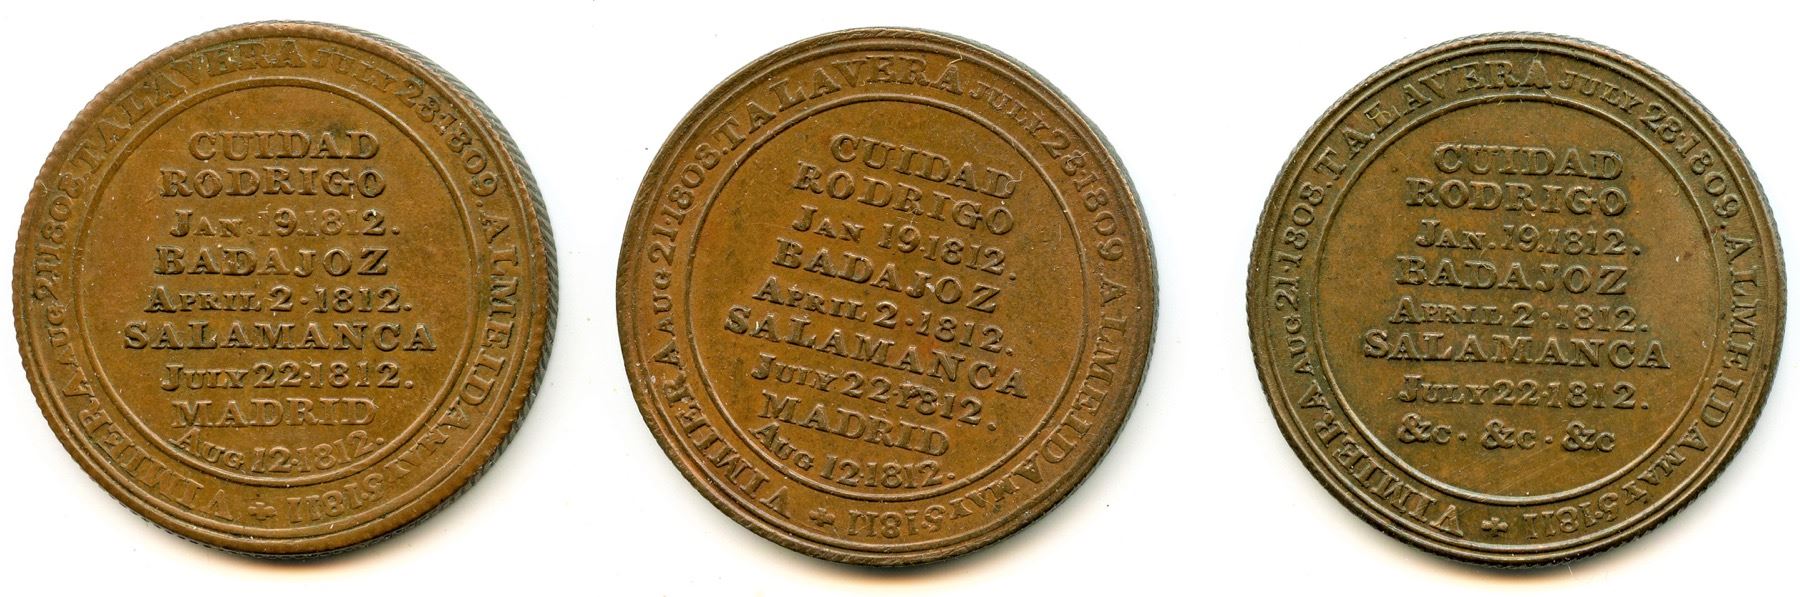 VIMIERA AUG 21·1808. TALAVERA JULY 28·1809. ALMEIDA MAY 5·1811
CUIDAD
RODRIGO
JAN. 19.1812.
BADAJOZ
APRIL 2·1812.
SALAMANCA
JULY 22·1812.
MADRID
AUG 12·1812.
VIMIERA AUG 21·1808. TALAVERA JULY 28·1809 ALMEIDA MAY 5·1811
CUIDAD
RODRIGO
JAN 19·1812.
BADAJOZ
APRIL 2·1812.
SALAMANCA
JULY 22·1812.
MADRID
AUG 12·1812.
VIMIERA AUG 21·1808. TALAVERA JULY 28·1809. ALMEIDA MAY 5·1811
CUIDAD
RODRIGO
JAN. 19.1812.
BADAJOZ
APRIL 2·1812.
SALAMANCA
JULY 22·1812.
&c · &c · &c